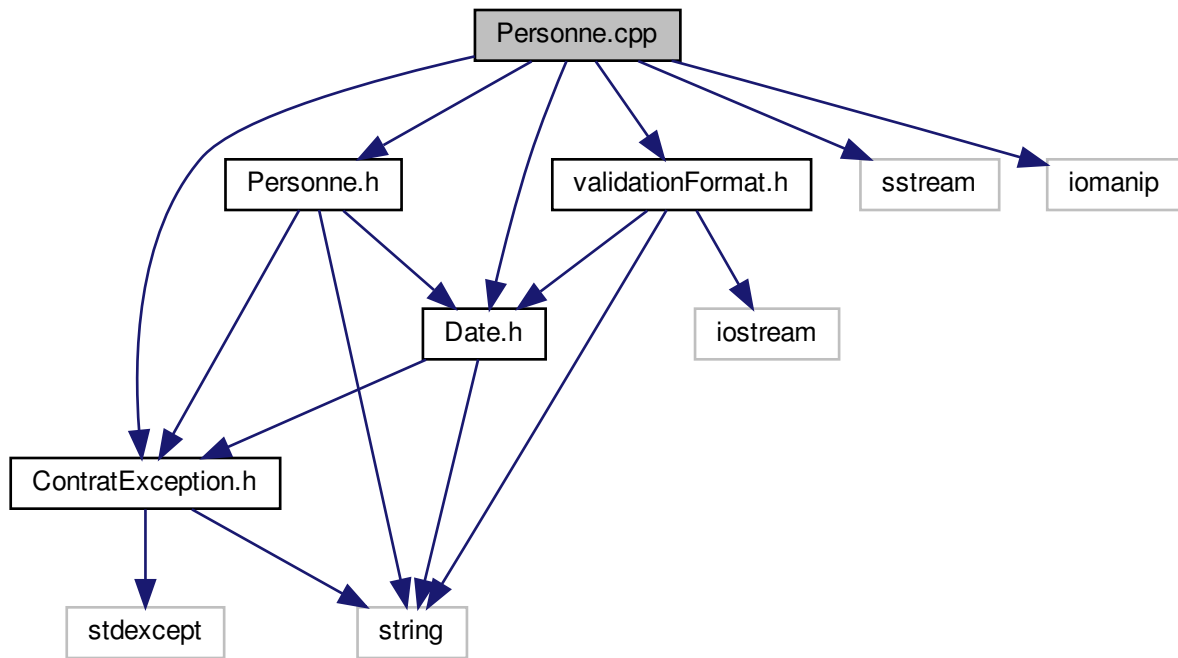 Personne.cpp
Personne.h
validationFormat.h
sstream
iomanip
Date.h
iostream
ContratException.h
stdexcept
string